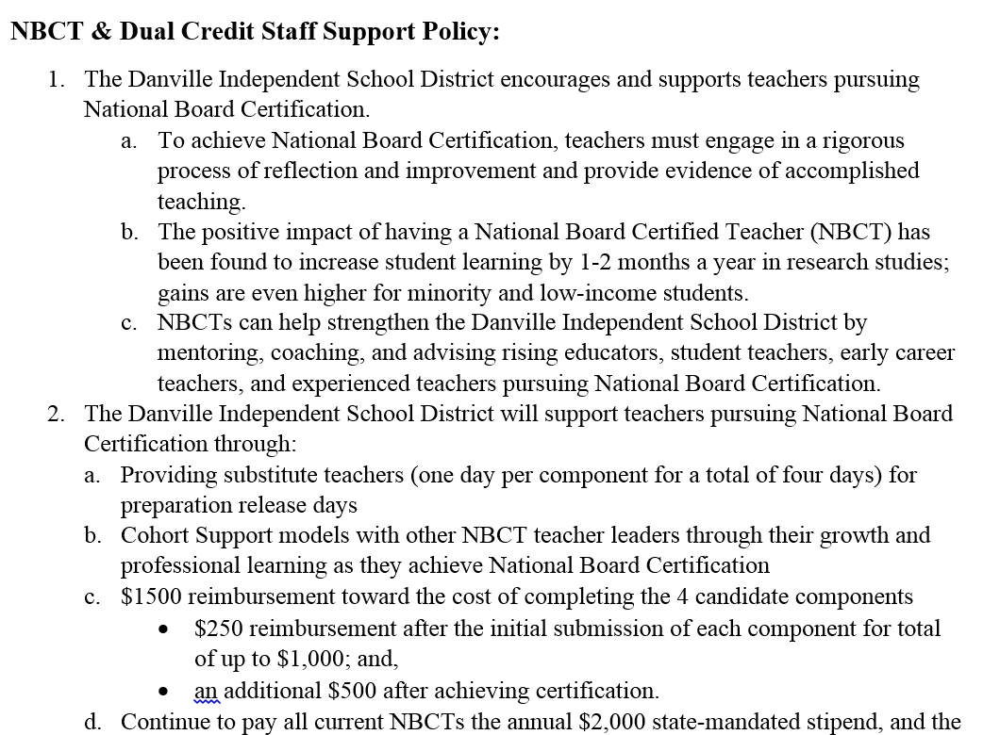 NBCT & Dual Credit Staff Support Policy:
1. The Danville Independent School District encourages and supports teachers pursuing
National Board Certification.
a. To achieve National Board Certification, teachers must engage in a rigorous
process of reflection and improvement and provide evidence of accomplished
teaching.
b. The positive impact of having a National Board Certified Teacher (NBCT) has
been found to increase student learning by 1-2 months a year in research studies;
gains are even higher for minority and low-income students.
c. NBCTs can help strengthen the Danville Independent School District by
mentoring, coaching, and advising rising educators, student teachers, early career
teachers, and experienced teachers pursuing National Board Certification.
2. The Danville Independent School District will support teachers pursuing National Board
Certification through:
a. Providing substitute teachers (one day per component for a total of four days) for
preparation release days
b. Cohort Support models with other NBCT teacher leaders through their growth and
professional learning as they achieve National Board Certification
c. $1500 reimbursement toward the cost of completing the 4 candidate components
• $250 reimbursement after the initial submission of each component for total
of up to $1,000; and,
• an additional $500 after achieving certification.
d. Continue to pay all current NBCTs the annual $2,000 state-mandated stipend, and the